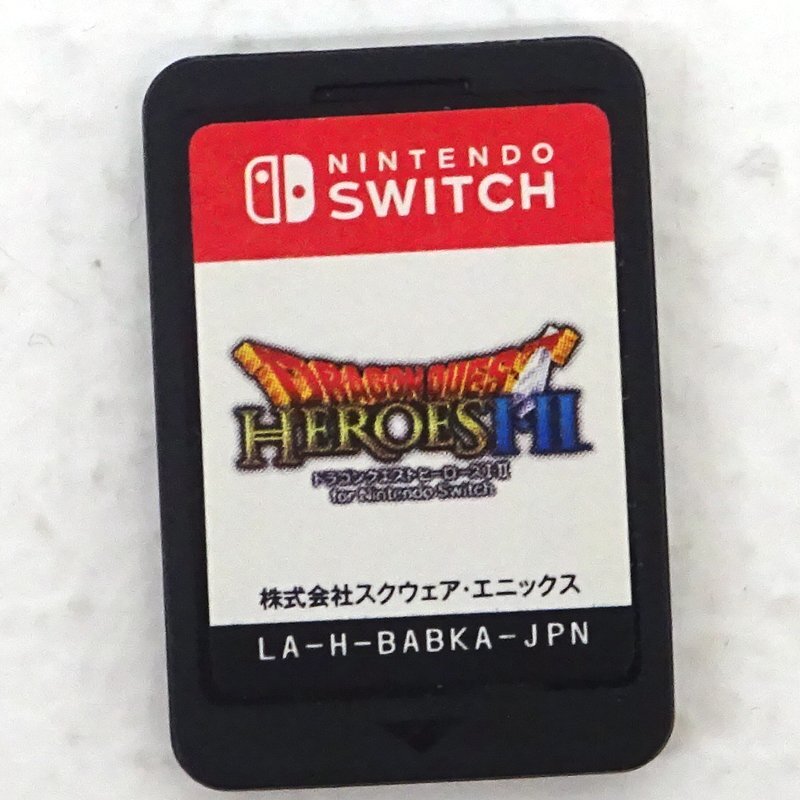 NINTENDO
SWITCH
DRAGON QUEST
HEROES I·II
ドラゴンクエストヒーローズI・II
for Nintendo Switch
株式会社スクウェア・エニックス
LA-H-BABKA-JPN